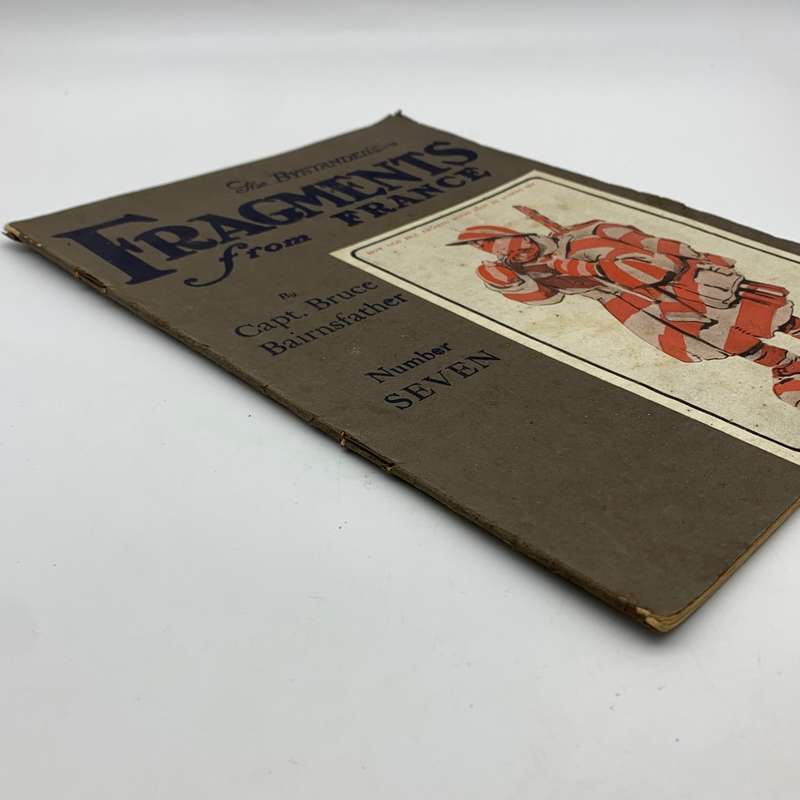 The BYSTANDER'S
FRAGMENTS
from FRANCE
By
Capt. Bruce
Bairnsfather
Number
SEVEN